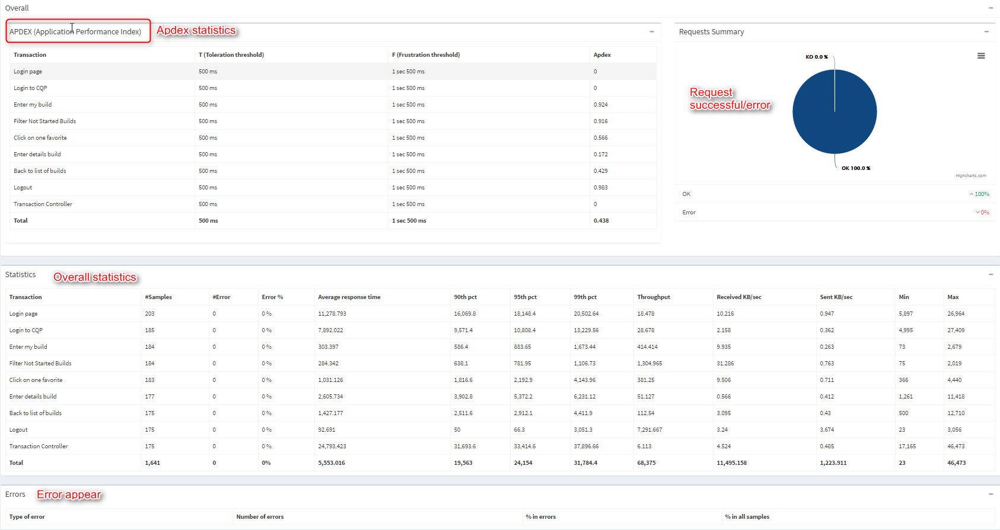 Overall
APDEX (Application Performance Index)
Apdex statistics
Transaction T (Toleration threshold) F (Frustration threshold) Apdex
Login page 500 ms 1 sec 500 ms 0
Login to CQP 500 ms 1 sec 500 ms 0
Enter my build 500 ms 1 sec 500 ms 0.924
Filter Not Started Builds 500 ms 1 sec 500 ms 0.916
Click on one favorite 500 ms 1 sec 500 ms 0.566
Enter details build 500 ms 1 sec 500 ms 0.172
Back to list of builds 500 ms 1 sec 500 ms 0.429
Logout 500 ms 1 sec 500 ms 0.983
Transaction Controller 500 ms 1 sec 500 ms 0
Total 500 ms 1 sec 500 ms 0.438
Requests Summary
KO 0.0 %
Request
successful/error
OK 100.0 %
Highcharts.com
OK 100%
Error 0%
Statistics
Overall statistics
Transaction #Samples #Error Error % Average response time 90th pct 95th pct 99th pct Throughput Received KB/sec Sent KB/sec Min Max
Login page 203 0 0 % 11,278.793 16,069.8 18,148.4 20,502.64 18.478 10.216 0.947 5,897 26,964
Login to CQP 185 0 0 % 7,892.022 9,571.4 10,808.4 13,229.56 28.678 2.158 0.362 4,995 27,409
Enter my build 184 0 0 % 303.397 586.4 883.65 1,673.44 414.414 9.935 0.263 73 2,679
Filter Not Started Builds 184 0 0 % 284.342 638.1 781.95 1,106.73 1,304.965 31.286 0.763 75 2,019
Click on one favorite 183 0 0 % 1,031.126 1,816.6 2,192.9 4,143.96 381.25 9.506 0.711 366 4,440
Enter details build 177 0 0 % 2,605.734 3,902.8 5,372.2 6,231.12 51.127 0.566 0.412 1,261 11,418
Back to list of builds 175 0 0 % 1,427.177 2,511.6 2,912.1 4,411.9 112.54 3.095 0.43 500 12,710
Logout 175 0 0 % 92.691 50 66.3 3,051.3 7,291.667 3.24 3.674 23 3,056
Transaction Controller 175 0 0 % 24,793.423 31,693.6 33,414.6 37,896.66 6.113 4.524 0.485 17,165 46,473
Total 1,641 0 0% 5,553.016 19,563 24,154 31,784.4 68,375 11,495.158 1,223.911 23 46,473
Errors
Error appear
Type of error Number of errors % in errors % in all samples